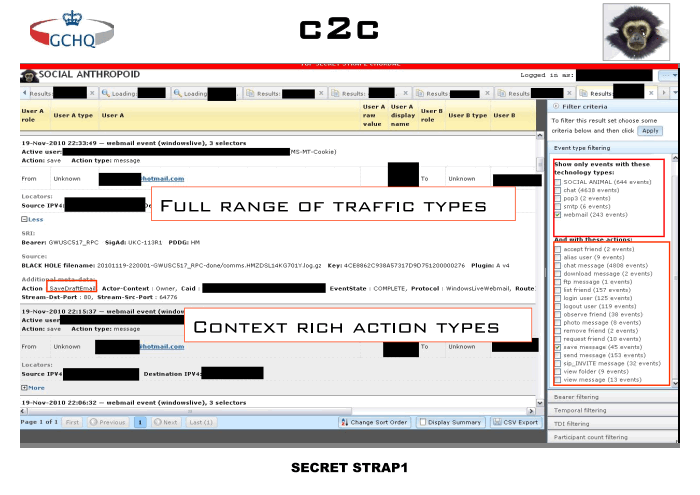 GCHQ
c2c
SOCIAL ANTHROPOID
Logged in as:
Results
Loading
Loading
Results:
Results:
Results
Results
Results
User A role
User A type
User A
User A raw value
User A display name
User B role
User B type
User B
19-Nov-2010 22:33:49 — webmail event (windowslive), 3 selectors
Active user:
MS-MT-Cookie)
Action: save Action type: message
From Unknown
@hotmail.com
To Unknown
Locators:
Source IPV4:
FULL RANGE OF TRAFFIC TYPES
Less
SRI:
Bearer: GWUSC517_RPC SigAd: UKC-113R1 PDDG: HM
Source:
BLACK HOLE filename: 20101119-220001-GWUSC517_RPC-done/comms.HMZDSL14KG701Y.log.gz Key: 4CE8862C938A57317D9D751200000276 Plugin: A v4
Additional meta-data:
Action : SaveDraftEmail, Actor-Context : Owner, Caid :
EventState : COMPLETE, Protocol : WindowsLiveWebmail, Route:
Stream-Dst-Port : 80, Stream-Src-Port : 64776
19-Nov-2010 22:15:37 — webmail event (windowslive)
Active user
Action: save Action type: message
CONTEXT RICH ACTION TYPES
From Unknown
@hotmail.com
To Unknown
Locators:
Source IPV4
Destination IPV4:
More
19-Nov-2010 22:06:32 — webmail event (windowslive), 3 selectors
Page 1 of 1
First
Previous
1
Next
Last (1)
Change Sort Order
Display Summary
CSV Export
Filter criteria
To filter this result set choose some
criteria below and then click Apply
Event type filtering
Show only events with these
technology types:
SOCIAL ANIMAL (644 events)
chat (4638 events)
pop3 (2 events)
smtp (6 events)
webmail (243 events)
And with these actions:
accept friend (2 events)
alias user (9 events)
chat message (4808 events)
download message (2 events)
ftp message (1 events)
list friend (157 events)
login user (125 events)
logout user (119 events)
observe friend (38 events)
photo message (8 events)
remove friend (2 events)
request friend (10 events)
save message (45 events)
send message (153 events)
sip_INVITE message (32 events)
view folder (9 events)
view message (13 events)
Bearer filtering
Temporal filtering
TDI filtering
Participant count filtering
SECRET STRAP1